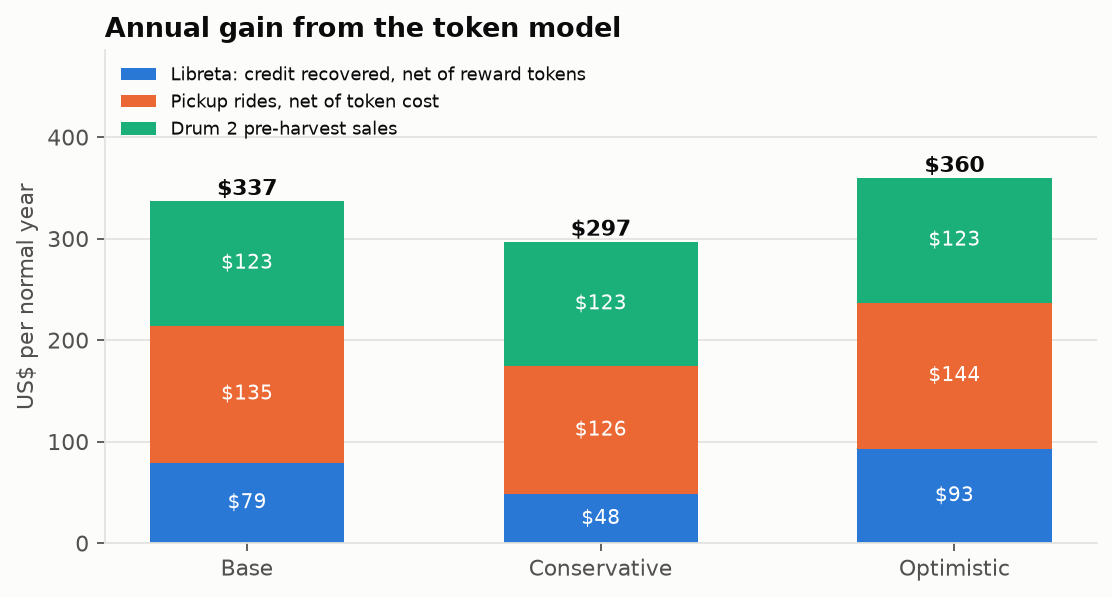 Annual gain from the token model
Libreta: credit recovered, net of reward tokens
Pickup rides, net of token cost
Drum 2 pre-harvest sales
US$ per normal year
400
300
200
100
0
$337
$123
$135
$79
$297
$123
$126
$48
$360
$123
$144
$93
Base
Conservative
Optimistic